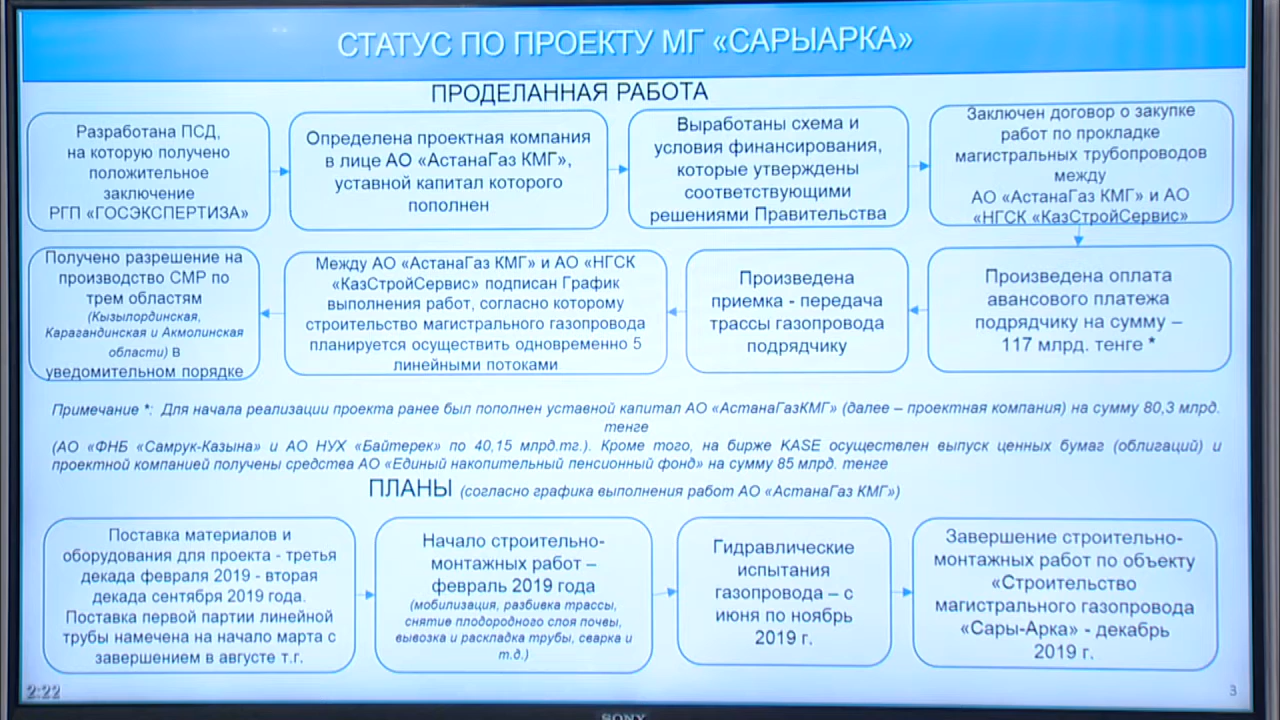 СТАТУС ПО ПРОЕКТУ МГ «САРЫАРКА»
ПРОДЕЛАННАЯ РАБОТА
Разработана ПСД,
на которую получено
положительное
заключение
РГП «ГОСЭКСПЕРТИЗА»
Определена проектная компания
в лице АО «АстанаГаз КМГ»,
уставной капитал которого
пополнен
Выработаны схема и
условия финансирования,
которые утверждены
соответствующими
решениями Правительства
Заключен договор о закупке
работ по прокладке
магистральных трубопроводов
между
АО «АстанаГаз КМГ» и АО
«НГСК «КазСтройСервис»
Получено разрешение на
производство СМР по
трем областям
(Кызылординская,
Карагандинская и Акмолинская
области) в
уведомительном порядке
Между АО «АстанаГаз КМГ» и АО «НГСК
«КазСтройСервис» подписан График
выполнения работ, согласно которому
строительство магистрального газопровода
планируется осуществить одновременно 5
линейными потоками
Произведена
приемка - передача
трассы газопровода
подрядчику
Произведена оплата
авансового платежа
подрядчику на сумму –
117 млрд. тенге *
Примечание *: Для начала реализации проекта ранее был пополнен уставной капитал АО «АстанаГазКМГ» (далее – проектная компания) на сумму 80,3 млрд.
тенге
(АО «ФНБ «Самрук-Казына» и АО НУХ «Байтерек» по 40,15 млрд.тг.). Кроме того, на бирже KASE осуществлен выпуск ценных бумаг (облигаций) и
проектной компанией получены средства АО «Единый накопительный пенсионный фонд» на сумму 85 млрд. тенге
ПЛАНЫ (согласно графика выполнения работ АО «АстанаГаз КМГ»)
Поставка материалов и
оборудования для проекта - третья
декада февраля 2019 - вторая
декада сентября 2019 года.
Поставка первой партии линейной
трубы намечена на начало марта с
завершением в августе т.г.
Начало строительно-
монтажных работ –
февраль 2019 года
(мобилизация, разбивка трассы,
снятие плодородного слоя почвы,
вывозка и раскладка трубы, сварка и
т.д.)
Гидравлические
испытания
газопровода – с
июня по ноябрь
2019 г.
Завершение строительно-
монтажных работ по объекту
«Строительство
магистрального газопровода
«Сары-Арка» - декабрь
2019 г.
2:22
3
SONY